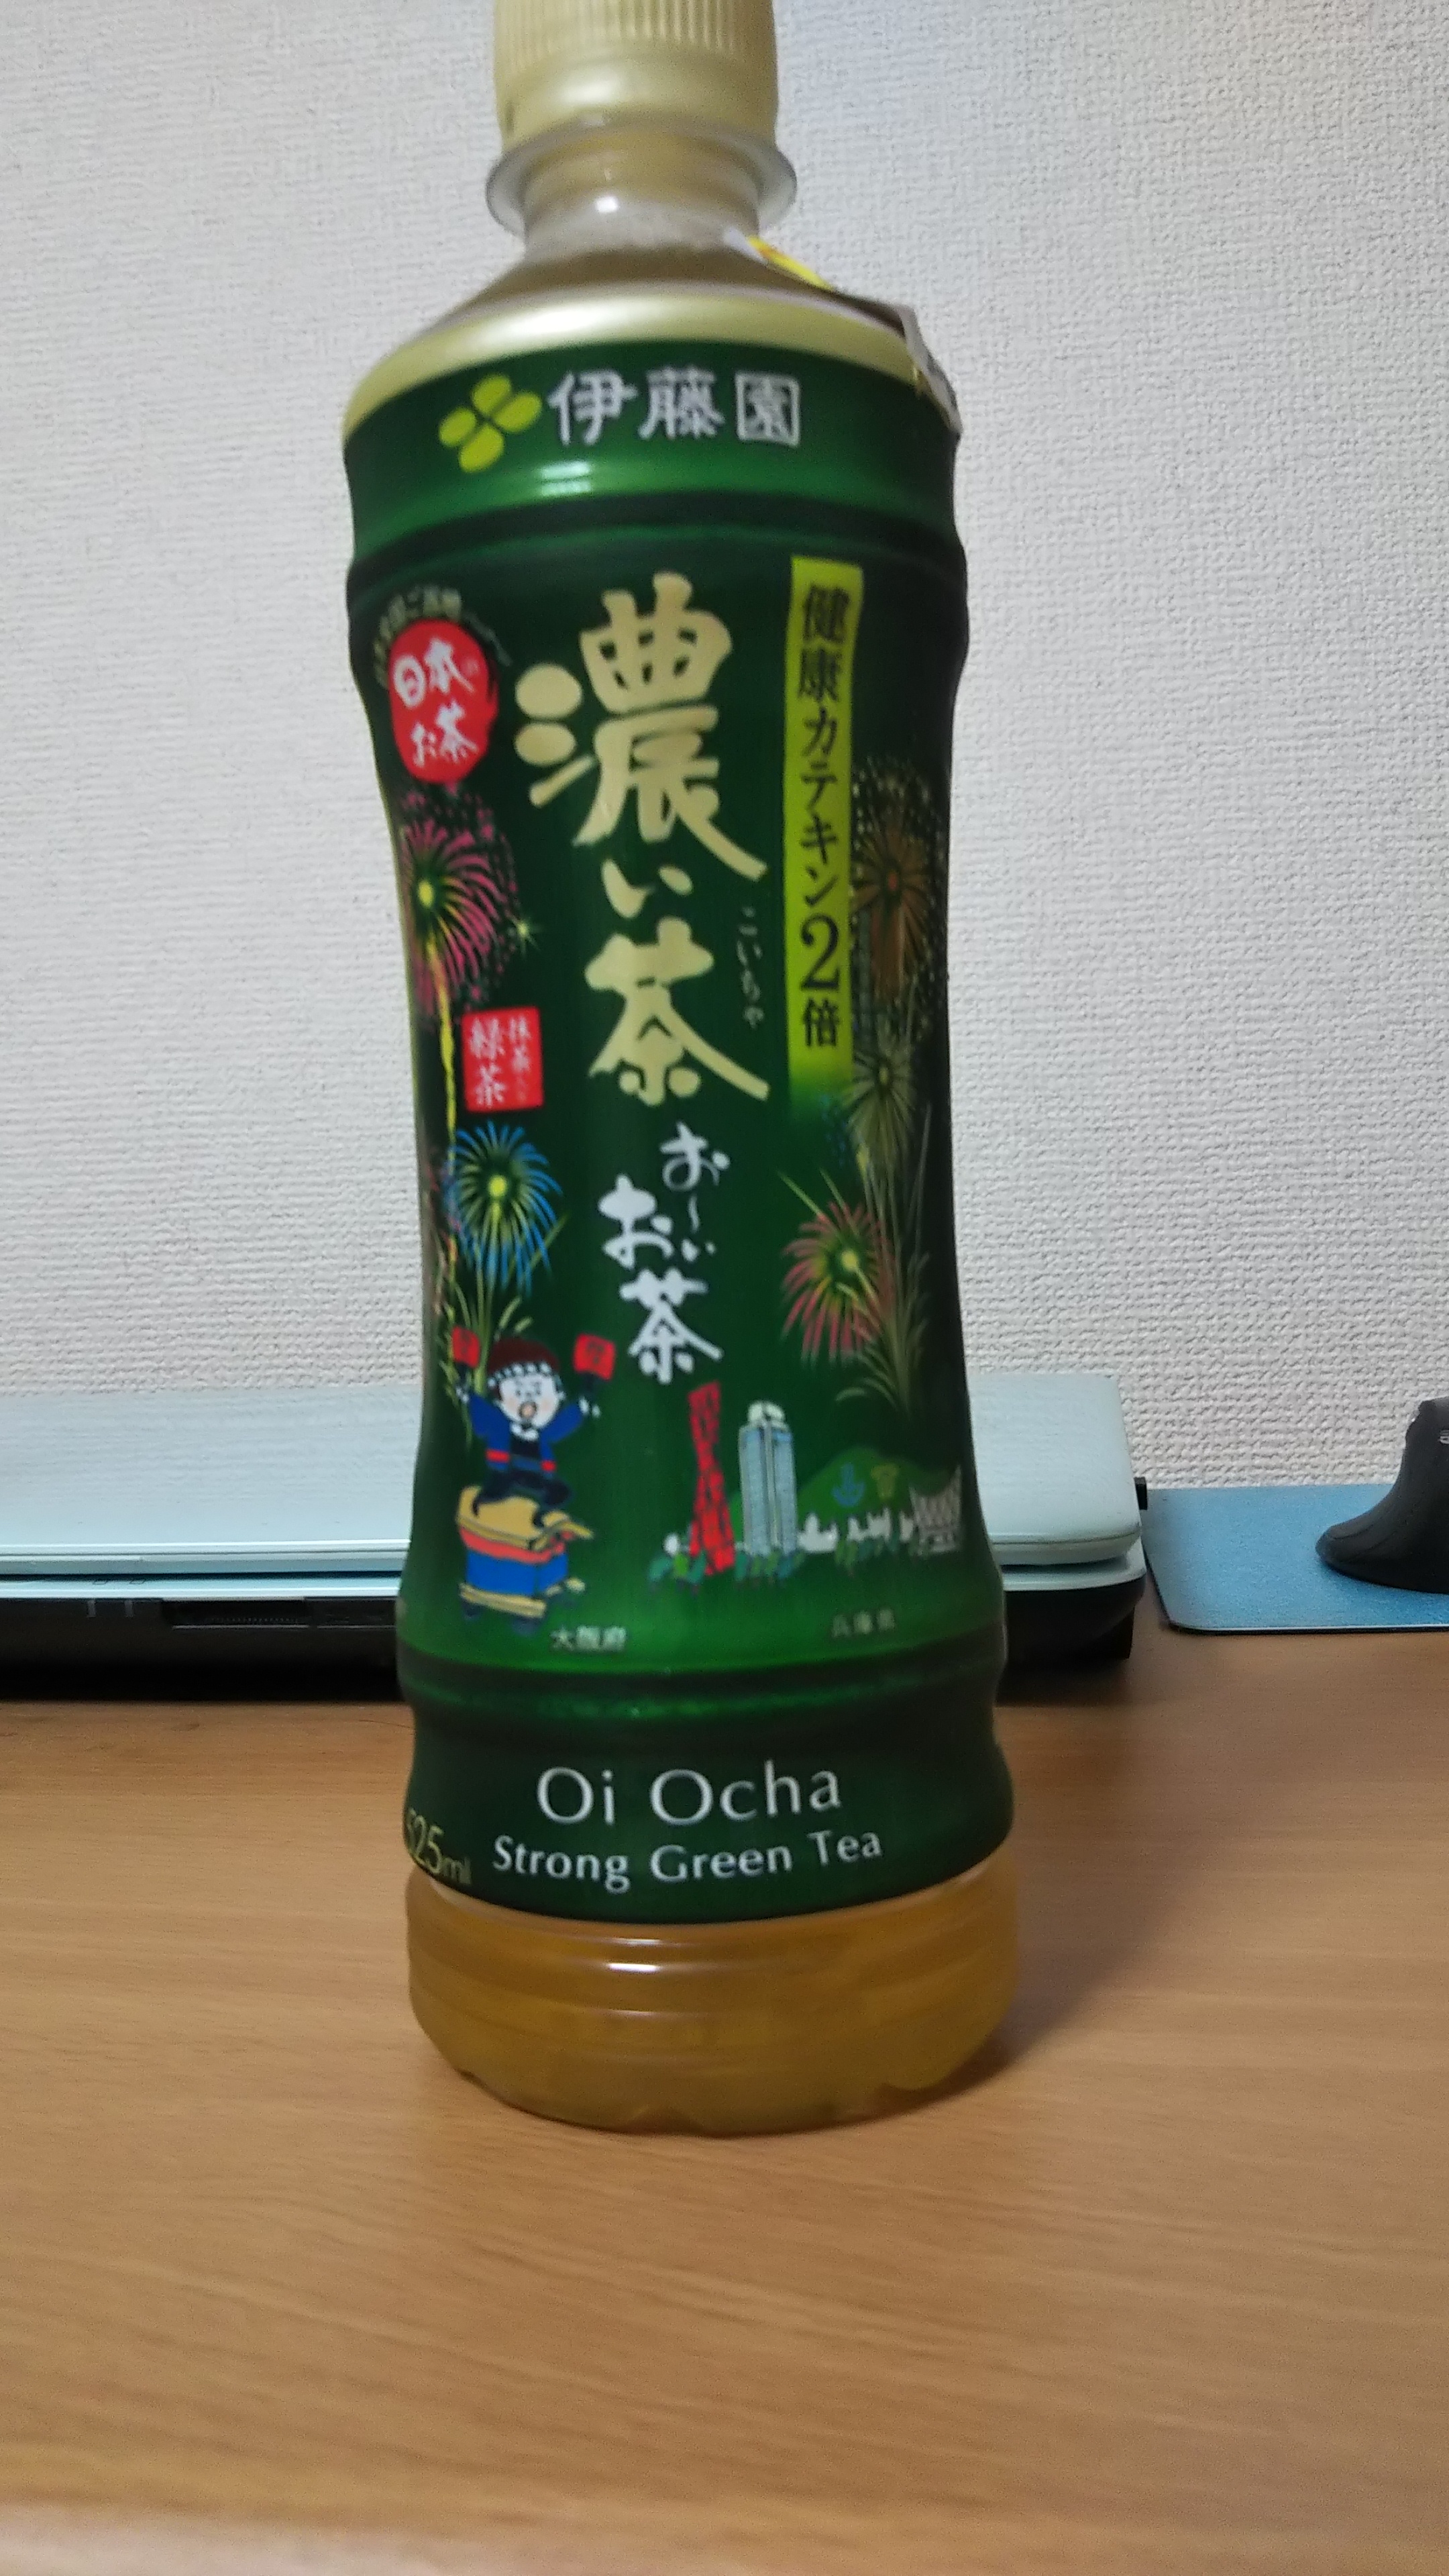 伊藤園
日本の
お茶
濃い茶
こいめ
健康カテキン2倍
抹茶入り
緑茶
お〜い
お茶
大阪府
兵庫県
Oi Ocha
Strong Green Tea
525ml